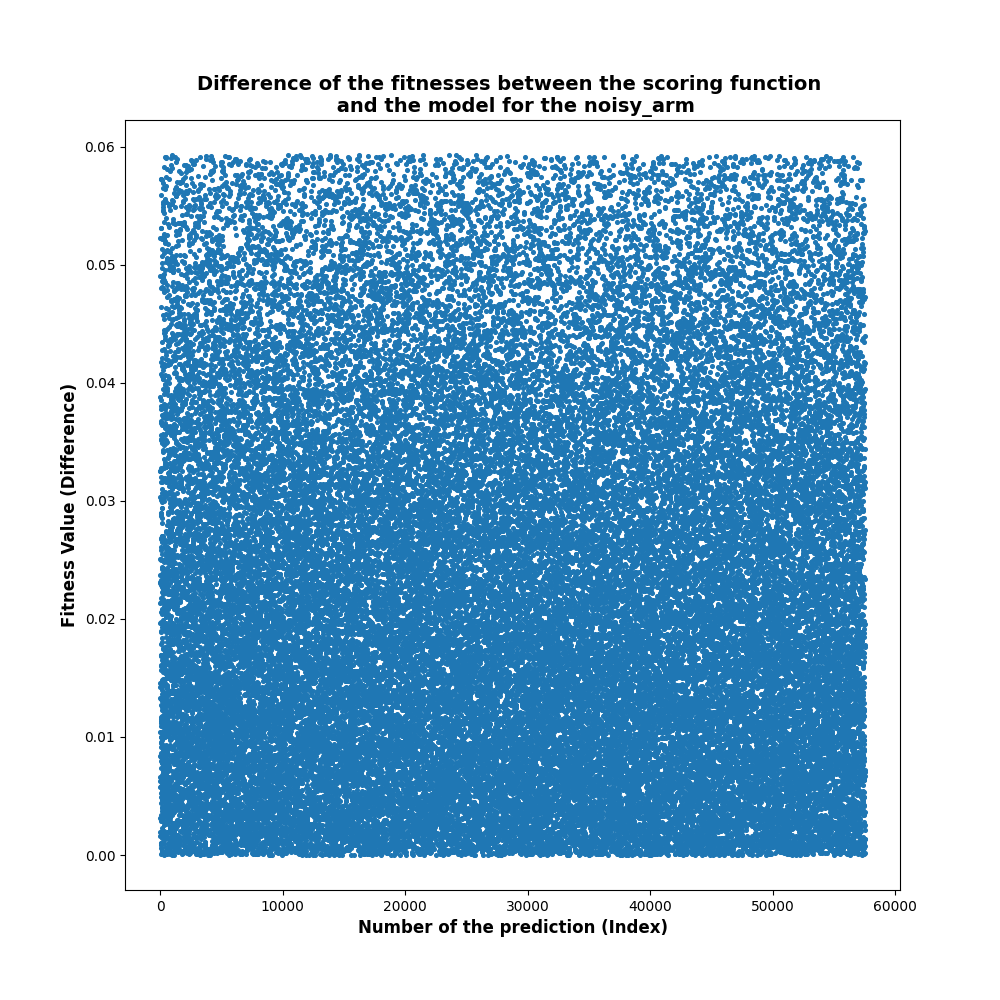 Difference of the fitnesses between the scoring function
and the model for the noisy_arm
0.06
0.05
0.04
0.03
0.02
0.01
0.00
Fitness Value (Difference)
0 10000 20000 30000 40000 50000 60000
Number of the prediction (Index)